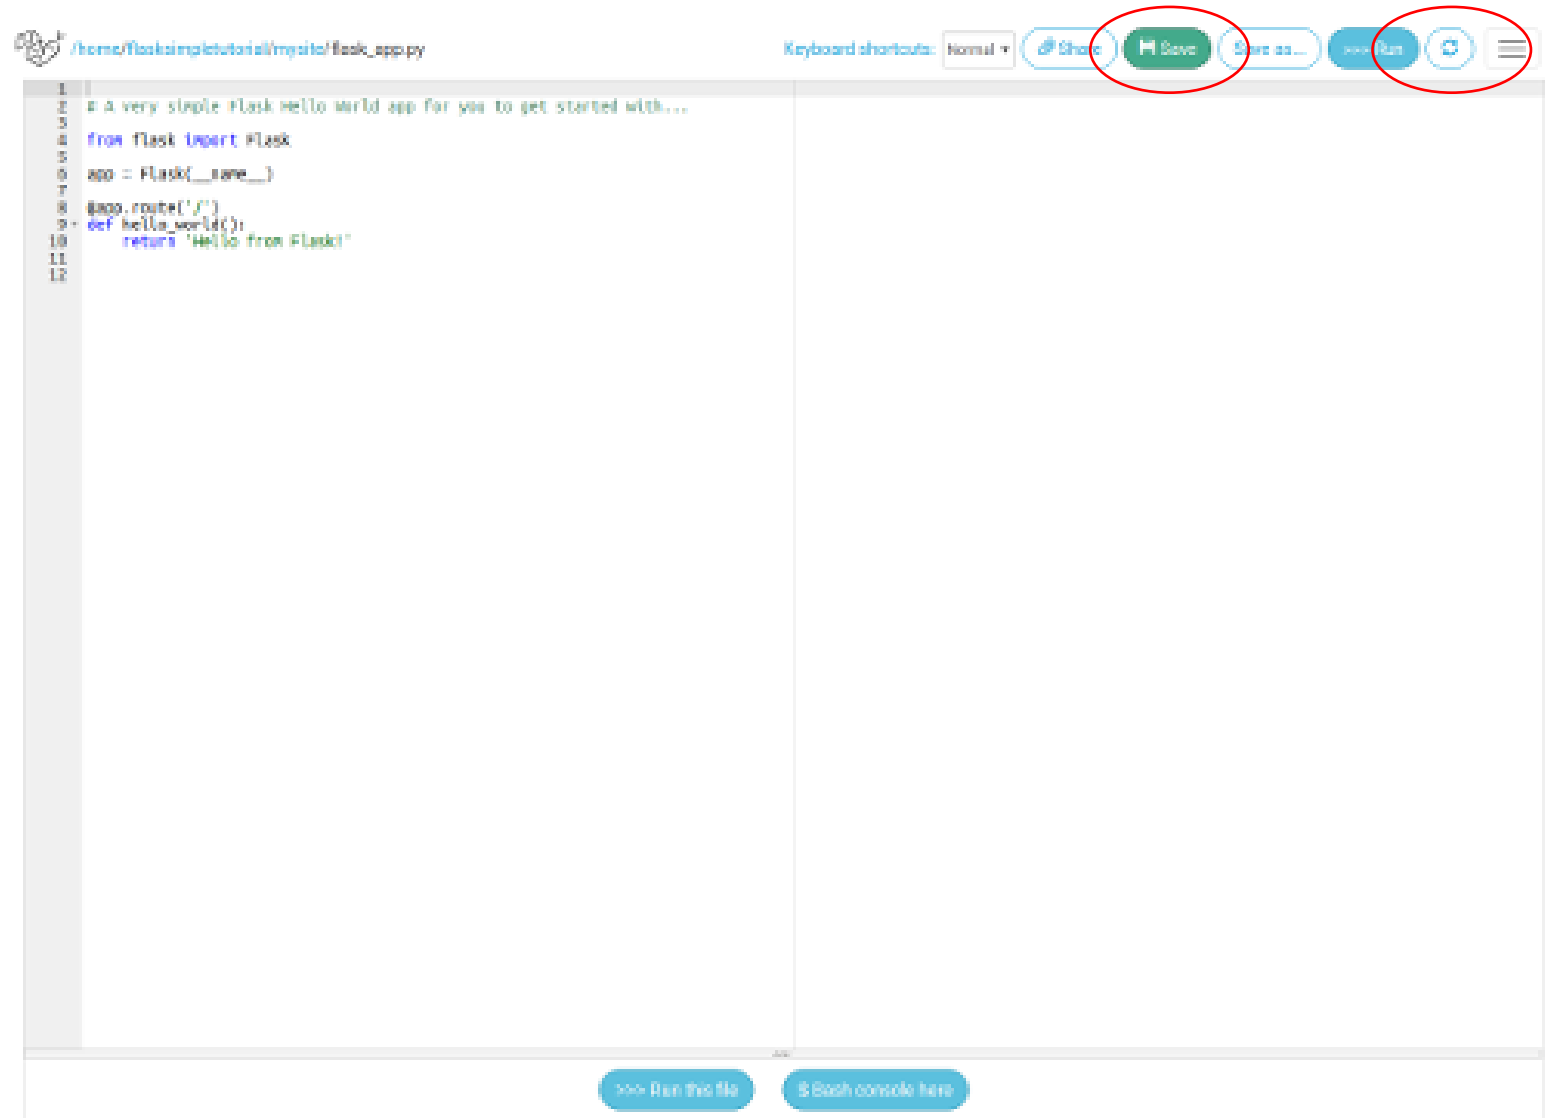 /home/flasksimpletutorial/mysite/flask_app.py
Keyboard shortcuts: Normal Share Save Save as... >>> Run
1
2 # A very simple Flask Hello World app for you to get started with...
3
4 from flask import Flask
5
6 app = Flask(__name__)
7
8 @app.route('/')
9 def hello_world():
10 return 'Hello from Flask!'
11
12
>>> Run this file
$ Bash console here